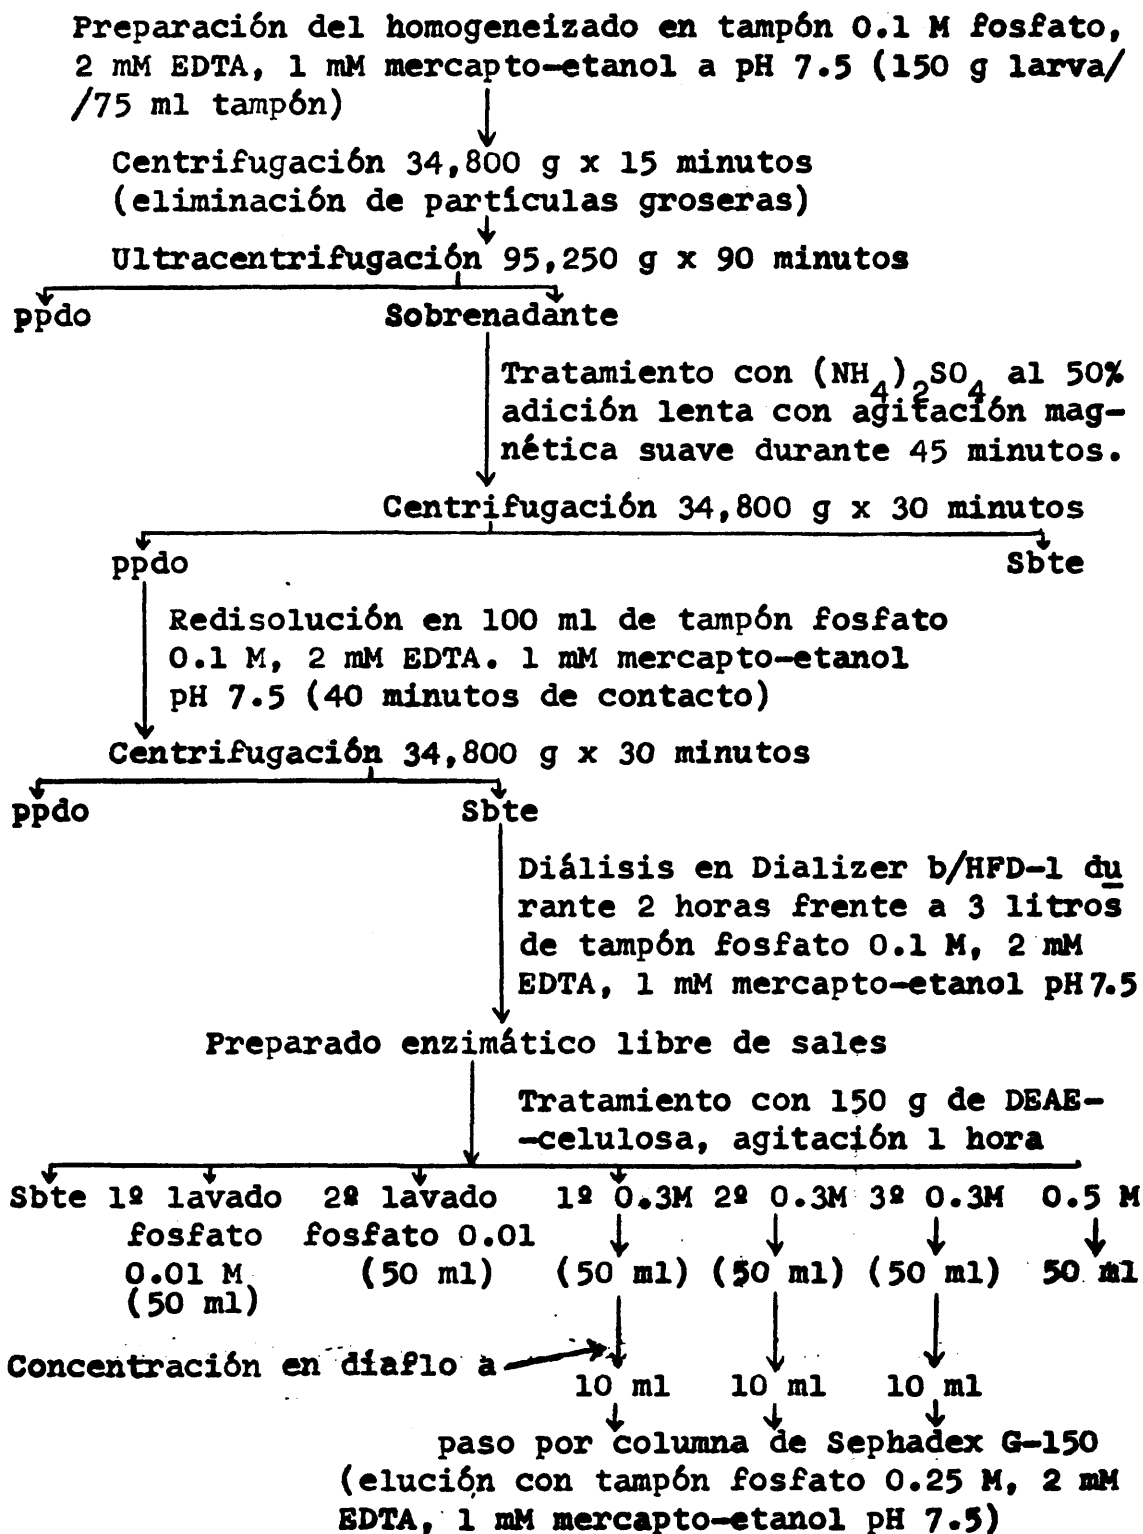 Preparación del homogeneizado en tampón 0.1 M fosfato,
2 mM EDTA, 1 mM mercapto-etanol a pH 7.5 (150 g larva/
/75 ml tampón)
Centrifugación 34,800 g x 15 minutos
(eliminación de partículas groseras)
Ultracentrifugación 95,250 g x 90 minutos
ppdo Sobrenadante
Tratamiento con (NH4)2SO4 al 50%
adición lenta con agitación mag-
nética suave durante 45 minutos.
Centrifugación 34,800 g x 30 minutos
ppdo Sbte
Redisolución en 100 ml de tampón fosfato
0.1 M, 2 mM EDTA. 1 mM mercapto-etanol
pH 7.5 (40 minutos de contacto)
Centrifugación 34,800 g x 30 minutos
ppdo Sbte
Diálisis en Dializer b/HFD-1 du
rante 2 horas frente a 3 litros
de tampón fosfato 0.1 M, 2 mM
EDTA, 1 mM mercapto-etanol pH 7.5
Preparado enzimático libre de sales
Tratamiento con 150 g de DEAE-
-celulosa, agitación 1 hora
Sbte 1º lavado 2º lavado 1º 0.3M 2º 0.3M 3º 0.3M 0.5 M
fosfato fosfato 0.01
0.01 M (50 ml) (50 ml) (50 ml) (50 ml) 50 ml
(50 ml)
Concentración en diaflo a
10 ml 10 ml 10 ml
paso por columna de Sephadex G-150
(elución con tampón fosfato 0.25 M, 2 mM
EDTA, 1 mM mercapto-etanol pH 7.5)